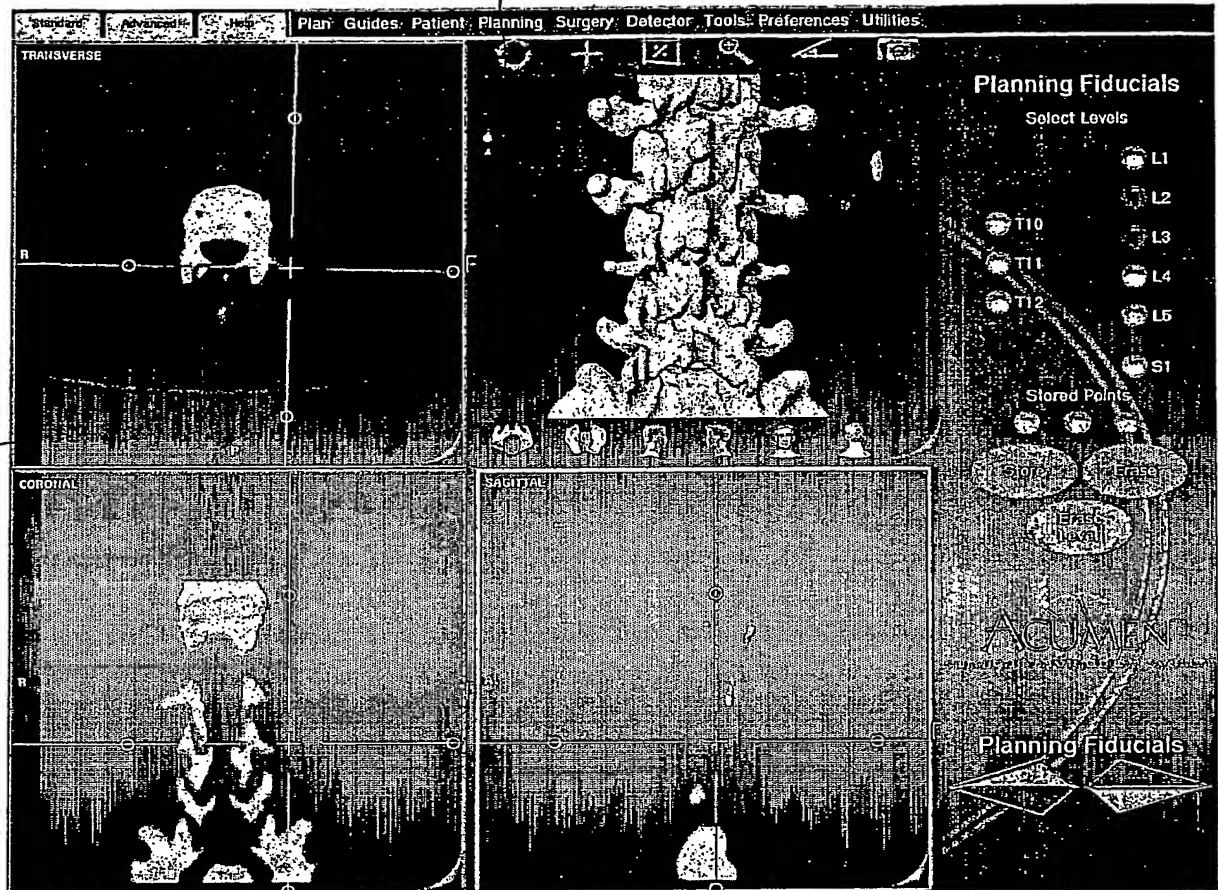 Standard Advanced Help Plan Guides Patient Planning Surgery Detector Tools Preferences Utilities
TRANSVERSE
R
P
Planning Fiducials
Select Levels
L1
L2
T10
L3
T11
L4
T12
L5
S1
Stored Points
Store Erase
Erase
Level
CORONAL
SAGITTAL
R
ACUMEN
Planning Fiducials